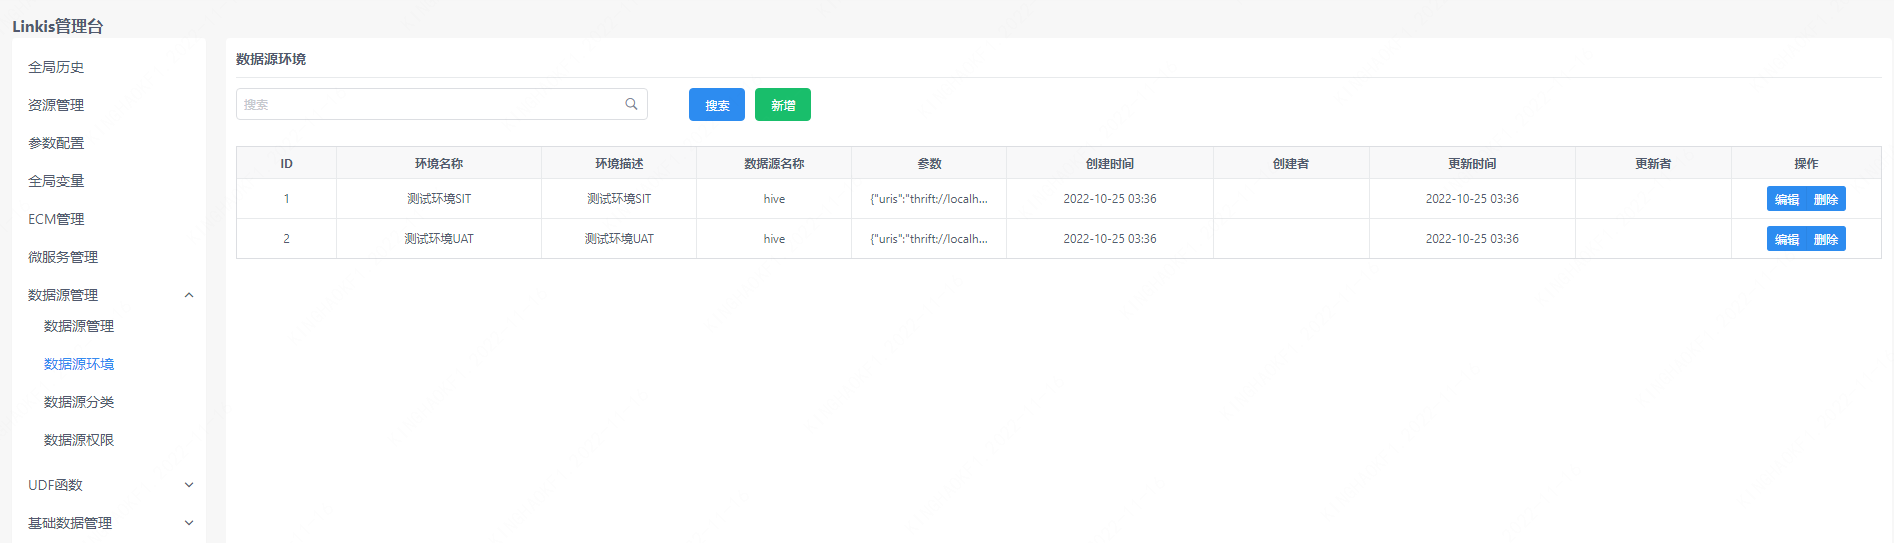 Linkis管理台
全局历史
资源管理
参数配置
全局变量
ECM管理
微服务管理
数据源管理
数据源管理
数据源环境
数据源分类
数据源权限
UDF函数
基础数据管理
数据源环境
搜索 搜索 新增
ID 环境名称 环境描述 数据源名称 参数 创建时间 创建者 更新时间 更新者 操作
1 测试环境SIT 测试环境SIT hive {"uris":"thrift://localh... 2022-10-25 03:36 2022-10-25 03:36 编辑 删除
2 测试环境UAT 测试环境UAT hive {"uris":"thrift://localh... 2022-10-25 03:36 2022-10-25 03:36 编辑 删除